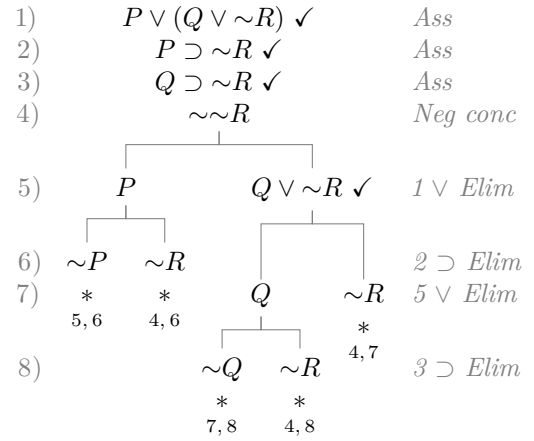 1) P ∨ (Q ∨ ∼R) ✓ Ass
2) P ⊃ ∼R ✓ Ass
3) Q ⊃ ∼R ✓ Ass
4) ∼∼R Neg conc
5) P Q ∨ ∼R ✓ 1 ∨ Elim
6) ∼P ∼R 2 ⊃ Elim
7) * * Q ∼R 5 ∨ Elim
5, 6 4, 6 *
4, 7
8) ∼Q ∼R 3 ⊃ Elim
* *
7, 8 4, 8